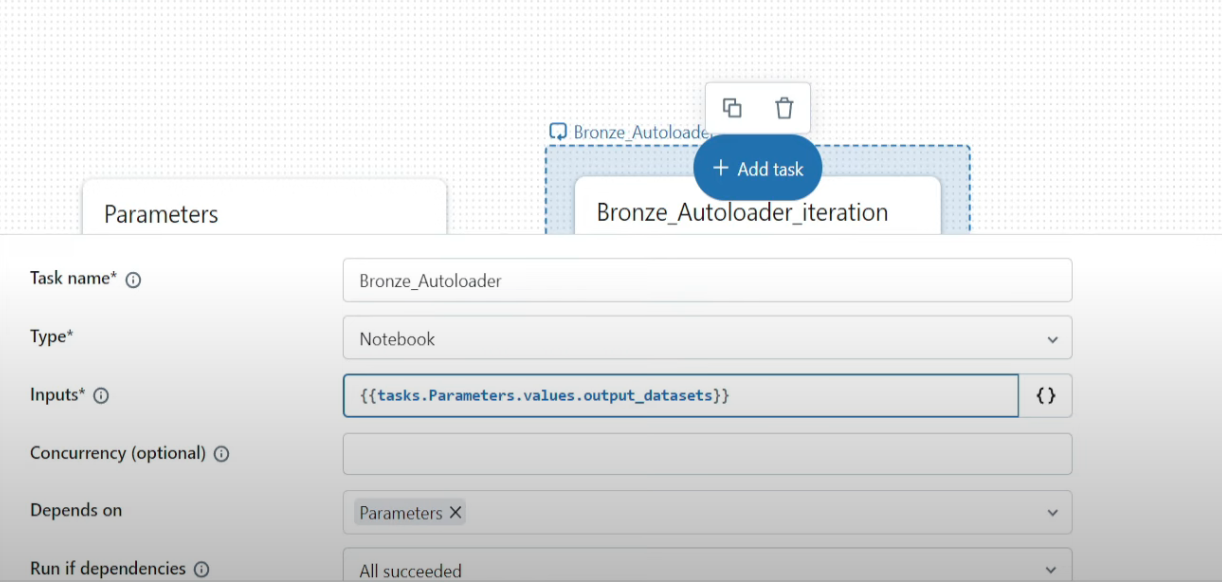 Bronze_Autoloader
+ Add task
Parameters
Bronze_Autoloader_iteration
Task name*
Bronze_Autoloader
Type*
Notebook
Inputs*
{{tasks.Parameters.values.output_datasets}}
{}
Concurrency (optional)
Depends on
Parameters ✕
Run if dependencies
All succeeded